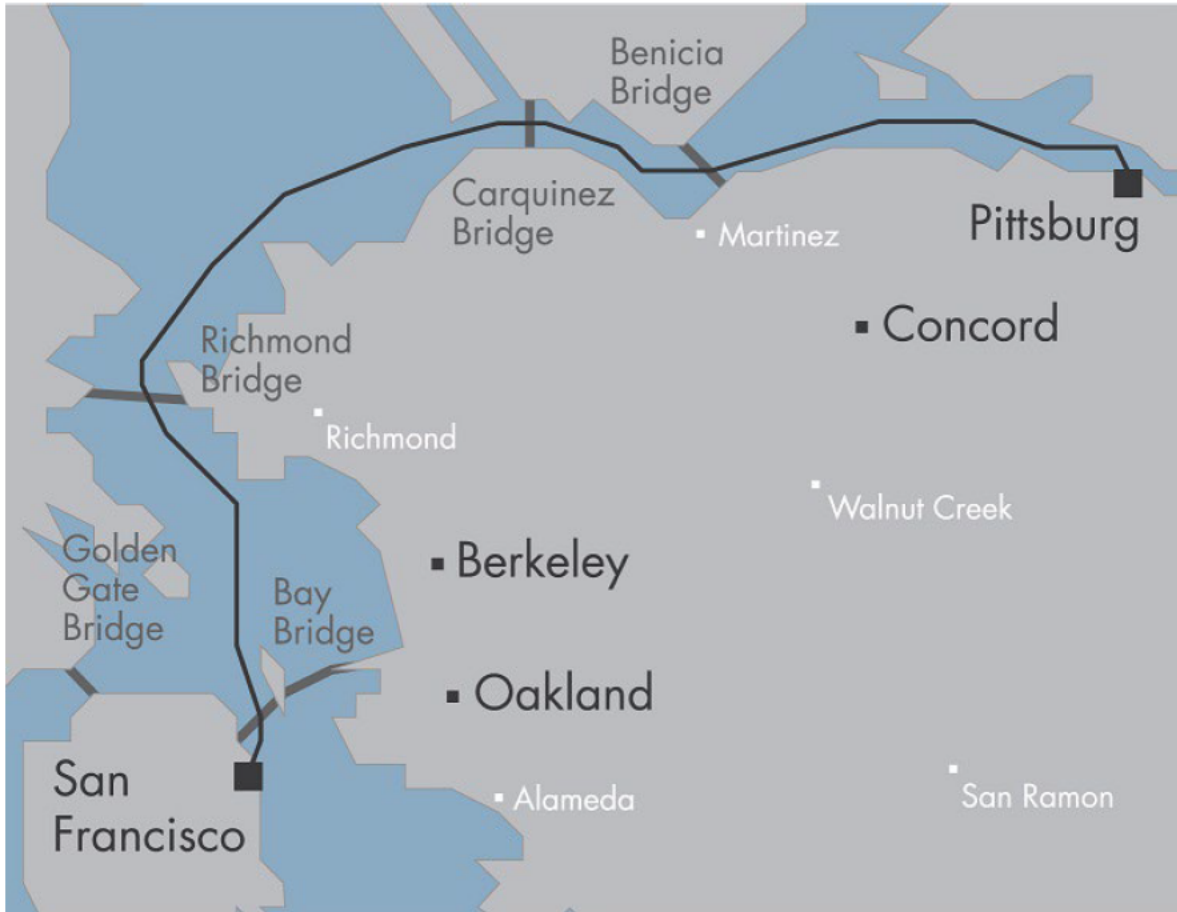 Benicia
Bridge
Carquinez
Bridge
Pittsburg
Martinez
Concord
Richmond
Bridge
Richmond
Walnut Creek
Golden
Gate
Bridge
Berkeley
Bay
Bridge
Oakland
San
Francisco
Alameda
San Ramon